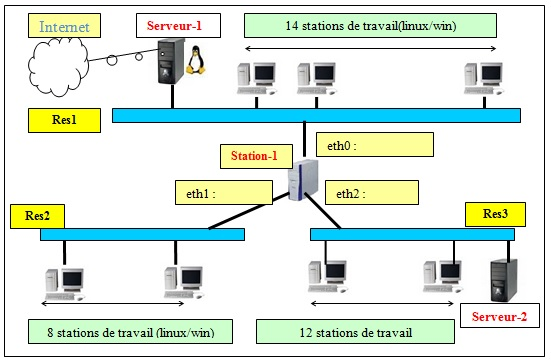 Internet
Serveur-1
14 stations de travail(linux/win)
Res1
eth0 :
Station-1
eth1 :
eth2 :
Res2
Res3
Serveur-2
8 stations de travail (linux/win)
12 stations de travail